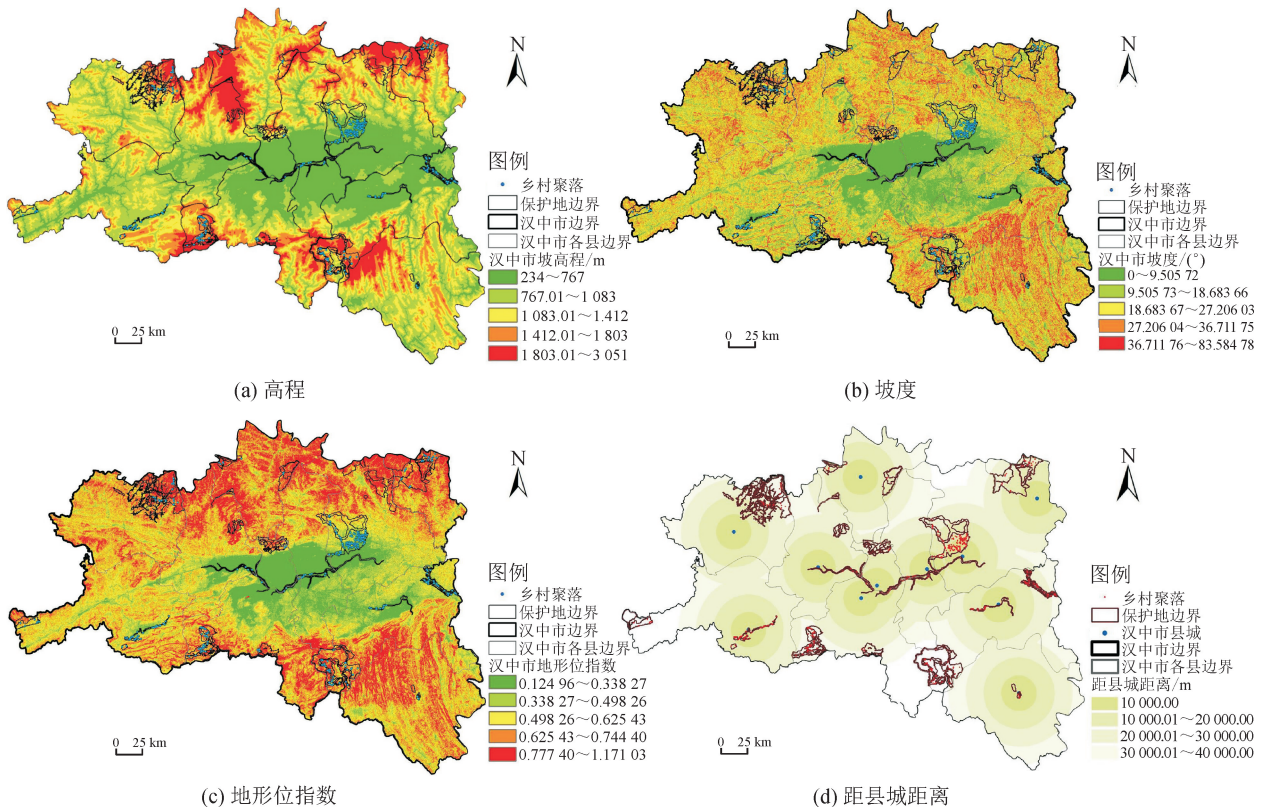 N
图例
乡村聚落
保护地边界
汉中市边界
汉中市各县边界
汉中市坡高程/m
234～767
767.01～1 083
1 083.01～1.412
1 412.01～1 803
1 803.01～3 051
0 25 km
(a) 高程
N
图例
乡村聚落
保护地边界
汉中市边界
汉中市各县边界
汉中市坡度/(°)
0～9.505 72
9.505 73～18.683 66
18.683 67～27.206 03
27.206 04～36.711 75
36.711 76～83.584 78
0 25 km
(b) 坡度
N
图例
乡村聚落
保护地边界
汉中市边界
汉中市各县边界
汉中市地形位指数
0.124 96～0.338 27
0.338 27～0.498 26
0.498 26～0.625 43
0.625 43～0.744 40
0.777 40～1.171 03
0 25 km
(c) 地形位指数
N
图例
乡村聚落
保护地边界
汉中市县城
汉中市边界
汉中市各县边界
距县城距离/m
10 000.00
10 000.01～20 000.00
20 000.01～30 000.00
30 000.01～40 000.00
0 25 km
(d) 距县城距离